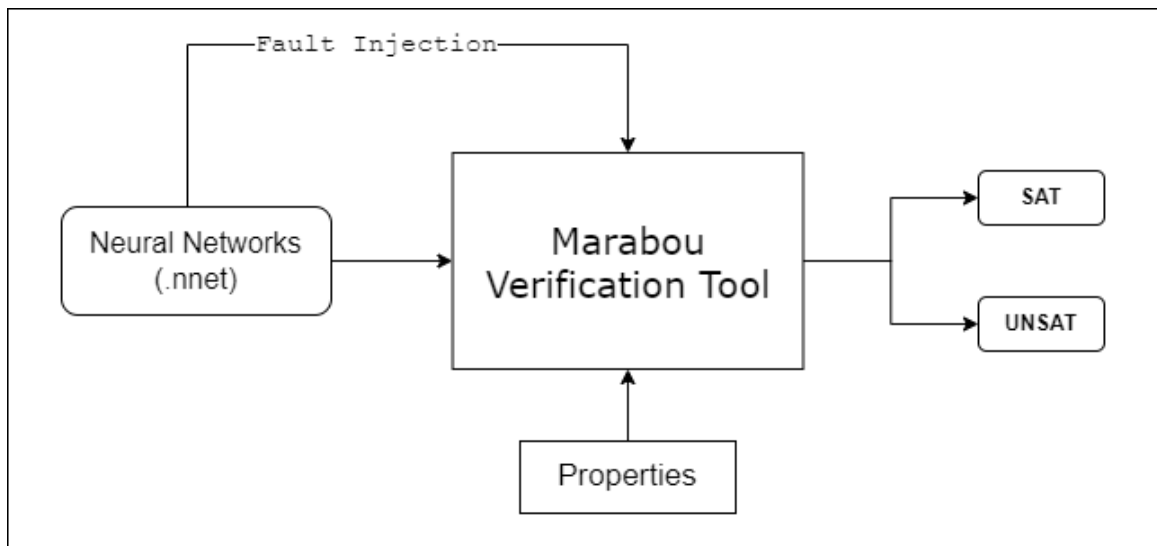 Fault Injection
Neural Networks
(.nnet)
Marabou
Verification Tool
SAT
UNSAT
Properties